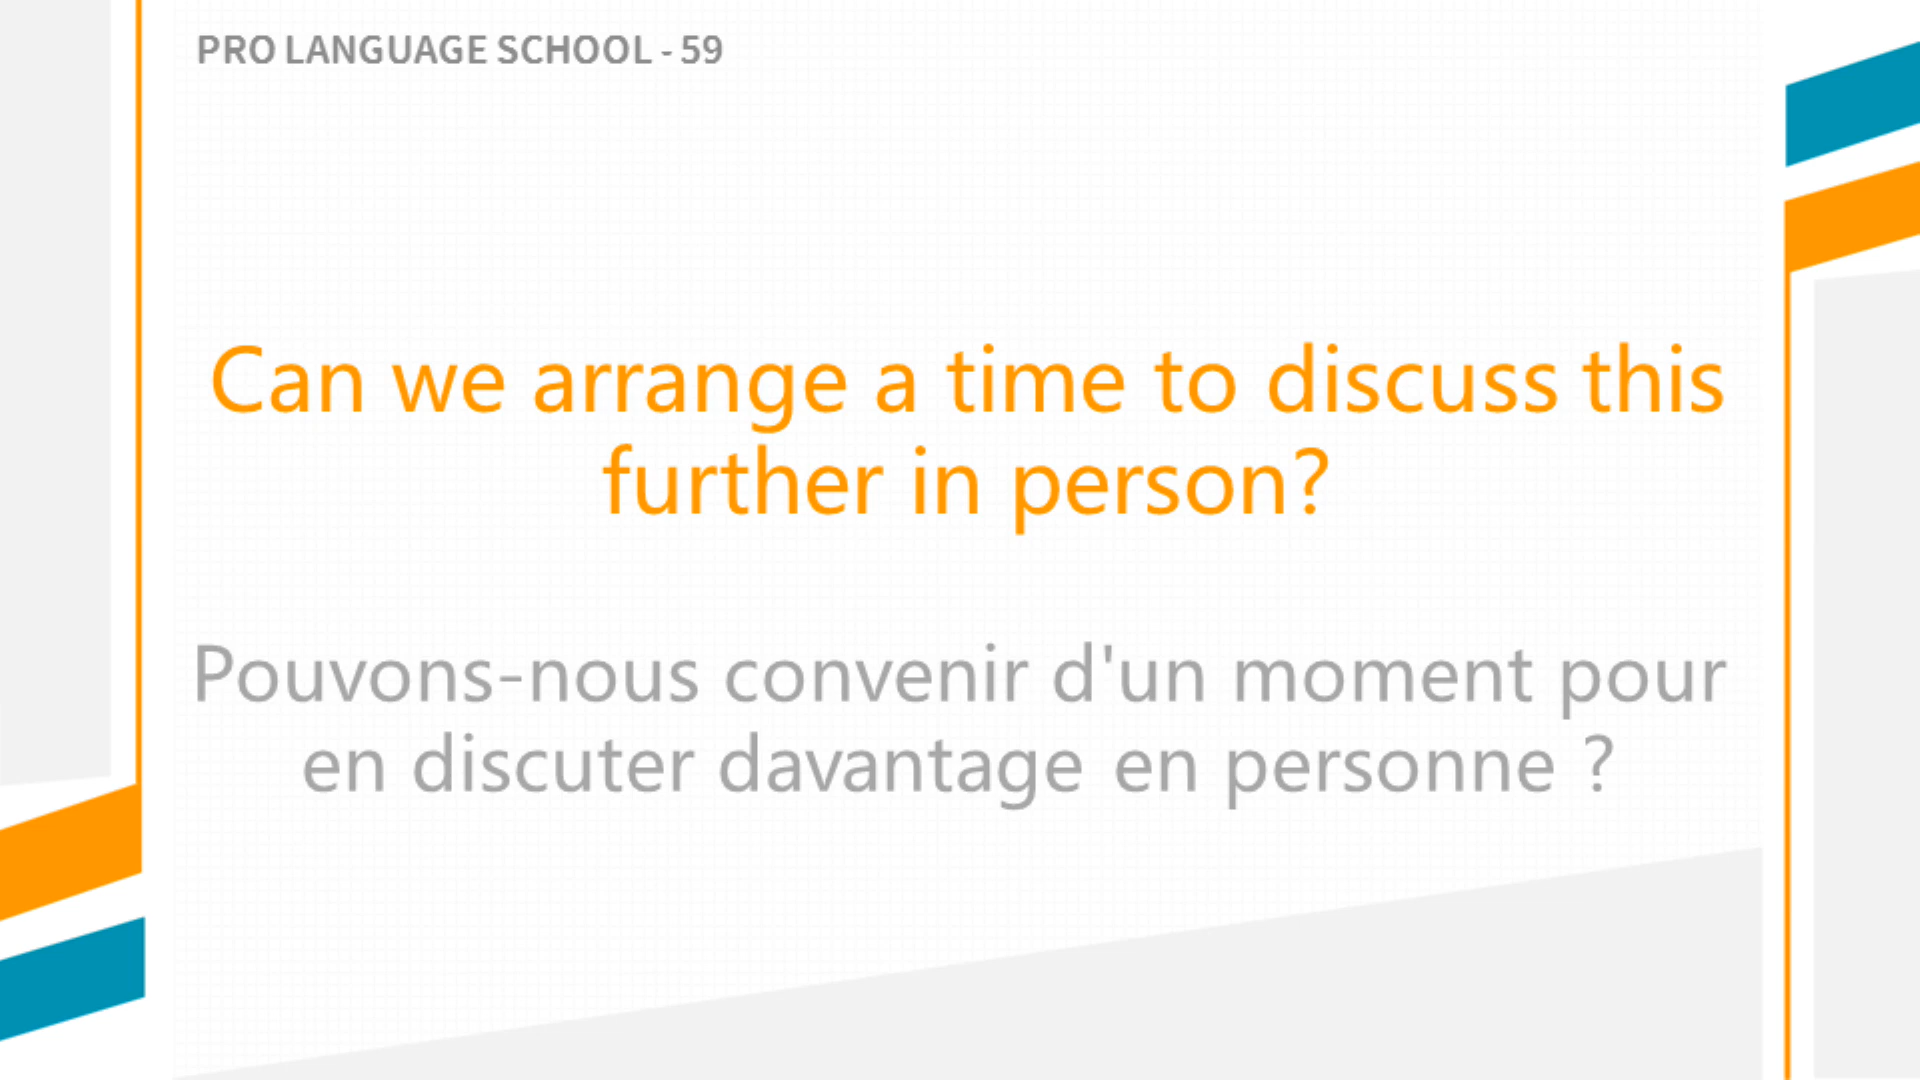 PRO LANGUAGE SCHOOL - 59
Can we arrange a time to discuss this
further in person?
Pouvons-nous convenir d'un moment pour
en discuter davantage en personne ?